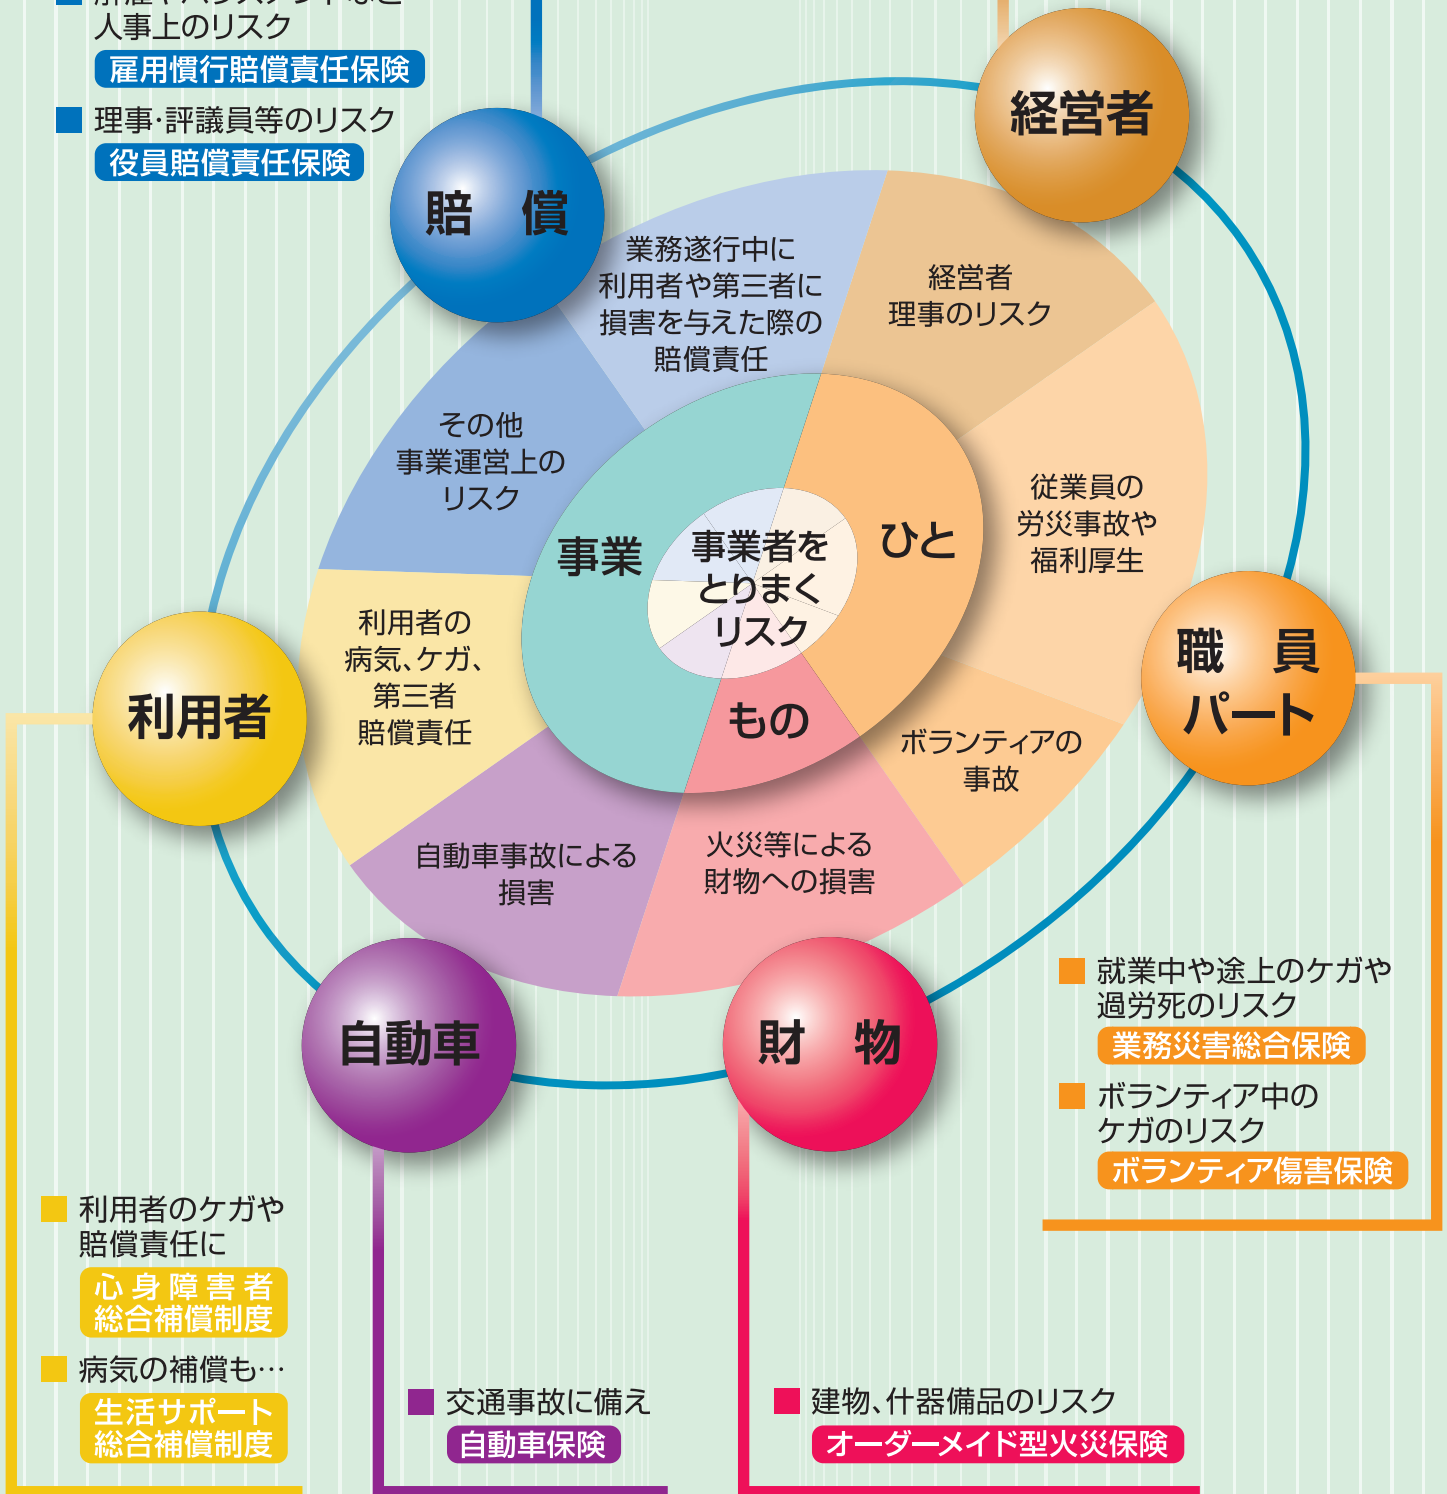 人事上のリスク
雇用慣行賠償責任保険
理事・評議員等のリスク
役員賠償責任保険
経営者
賠 償
業務遂行中に
利用者や第三者に
損害を与えた際の
賠償責任
経営者
理事のリスク
その他
事業運営上の
リスク
従業員の
労災事故や
福利厚生
事業
事業者を
とりまく
リスク
ひと
もの
利用者の
病気、ケガ、
第三者
賠償責任
利用者
職 員
パート
ボランティアの
事故
自動車事故による
損害
火災等による
財物への損害
自動車
財 物
就業中や途上のケガや
過労死のリスク
業務災害総合保険
ボランティア中の
ケガのリスク
ボランティア傷害保険
利用者のケガや
賠償責任に
心身障害者
総合補償制度
病気の補償も…
生活サポート
総合補償制度
交通事故に備え
自動車保険
建物、什器備品のリスク
オーダーメイド型火災保険